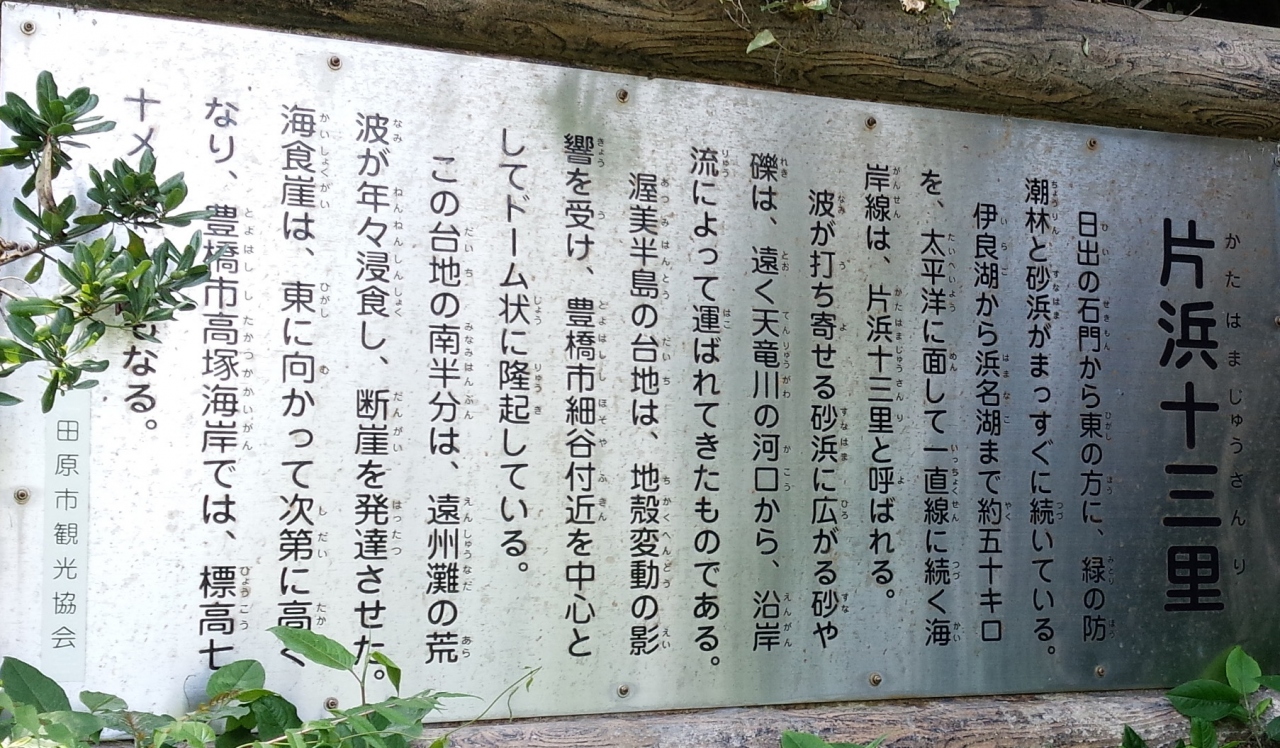 片浜十三里
かたはまじゅうさんり
日出の石門から東の方に、緑の防
潮林と砂浜がまっすぐに続いている。
伊良湖から浜名湖まで約五十キロ
を、太平洋に面して一直線に続く海
岸線は、片浜十三里と呼ばれる。
波が打ち寄せる砂浜に広がる砂や
礫は、遠く天竜川の河口から、沿岸
流によって運ばれてきたものである。
渥美半島の台地は、地殻変動の影
響を受け、豊橋市細谷付近を中心と
してドーム状に隆起している。
この台地の南半分は、遠州灘の荒
波が年々浸食し、断崖を発達させた。
海食崖は、東に向かって次第に高く
なり、豊橋市高塚海岸では、標高七
十メ
なる。
田原市観光協会